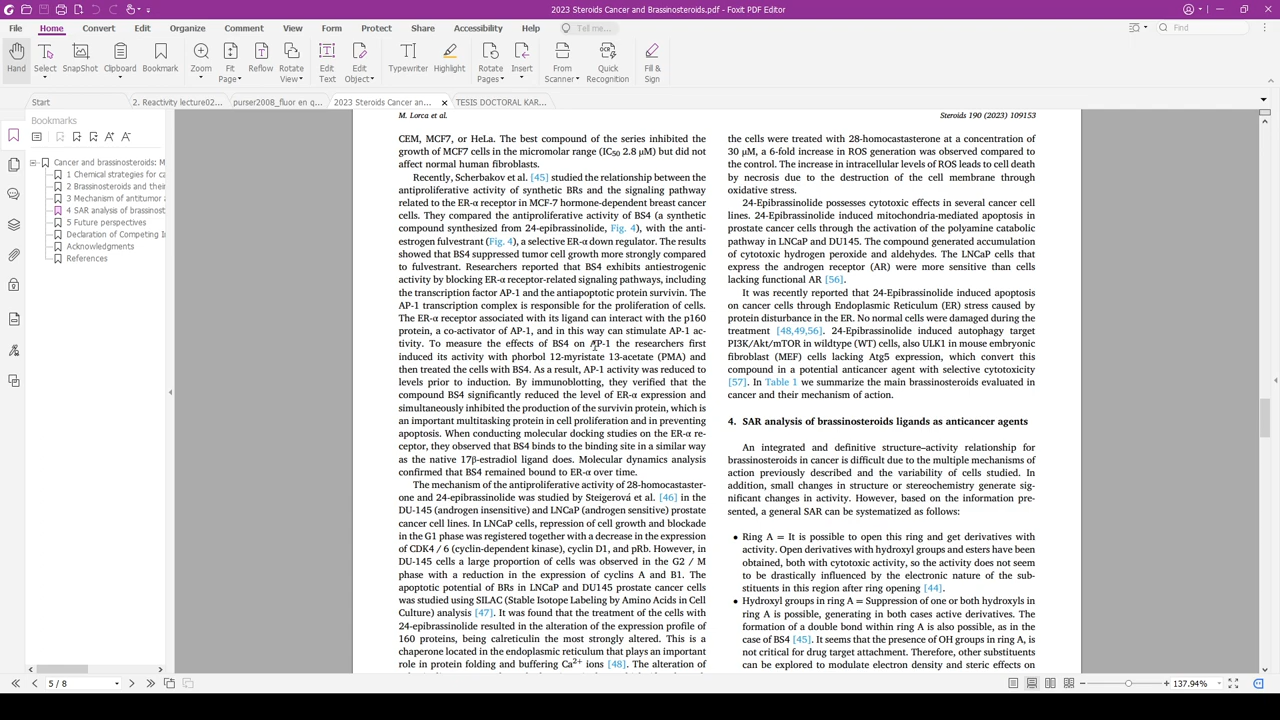 2023 Steroids Cancer and Brassinosteroids.pdf - Foxit PDF Editor
File Home Convert Edit Organize Comment View Form Protect Share Accessibility Help Tell me... Find
Hand Select SnapShot Clipboard Bookmark Zoom Fit Page Reflow Rotate View Edit Text Edit Object Typewriter Highlight Rotate Pages Insert From Scanner Quick Recognition Fill & Sign
Start 2. Reactivity lecture02... purser2008_fluor en q... 2023 Steroids Cancer an... TESIS DOCTORAL KAR...
Bookmarks
Cancer and brassinosteroids: M
1 Chemical strategies for ca
2 Brassinosteroids and thei
3 Mechanism of antitumor a
4 SAR analysis of brassinost
5 Future perspectives
Declaration of Competing In
Acknowledgments
References
M. Lorca et al.
Steroids 190 (2023) 109153
CEM, MCF7, or HeLa. The best compound of the series inhibited the
growth of MCF7 cells in the micromolar range (IC50 2.8 μM) but did not
affect normal human fibroblasts.
Recently, Scherbakov et al. [45] studied the relationship between the
antiproliferative activity of synthetic BRs and the signaling pathway
related to the ER-α receptor in MCF-7 hormone-dependent breast cancer
cells. They compared the antiproliferative activity of BS4 (a synthetic
compound synthesized from 24-epibrassinolide, Fig. 4), with the anti-
estrogen fulvestrant (Fig. 4), a selective ER-α down regulator. The results
showed that BS4 suppressed tumor cell growth more strongly compared
to fulvestrant. Researchers reported that BS4 exhibits antiestrogenic
activity by blocking ER-α receptor-related signaling pathways, including
the transcription factor AP-1 and the antiapoptotic protein survivin. The
AP-1 transcription complex is responsible for the proliferation of cells.
The ER-α receptor associated with its ligand can interact with the p160
protein, a co-activator of AP-1, and in this way can stimulate AP-1 ac-
tivity. To measure the effects of BS4 on AP-1 the researchers first
induced its activity with phorbol 12-myristate 13-acetate (PMA) and
then treated the cells with BS4. As a result, AP-1 activity was reduced to
levels prior to induction. By immunoblotting, they verified that the
compound BS4 significantly reduced the level of ER-α expression and
simultaneously inhibited the production of the survivin protein, which is
an important multitasking protein in cell proliferation and in preventing
apoptosis. When conducting molecular docking studies on the ER-α re-
ceptor, they observed that BS4 binds to the binding site in a similar way
as the native 17β-estradiol ligand does. Molecular dynamics analysis
confirmed that BS4 remained bound to ER-α over time.
The mechanism of the antiproliferative activity of 28-homocastaster-
one and 24-epibrassinolide was studied by Steigerová et al. [46] in the
DU-145 (androgen insensitive) and LNCaP (androgen sensitive) prostate
cancer cell lines. In LNCaP cells, repression of cell growth and blockade
in the G1 phase was registered together with a decrease in the expression
of CDK4 / 6 (cyclin-dependent kinase), cyclin D1, and pRb. However, in
DU-145 cells a large proportion of cells was observed in the G2 / M
phase with a reduction in the expression of cyclins A and B1. The
apoptotic potential of BRs in LNCaP and DU145 prostate cancer cells
was studied using SILAC (Stable Isotope Labeling by Amino Acids in Cell
Culture) analysis [47]. It was found that the treatment of the cells with
24-epibrassinolide resulted in the alteration of the expression profile of
160 proteins, being calreticulin the most strongly altered. This is a
chaperone located in the endoplasmic reticulum that plays an important
role in protein folding and buffering Ca2+ ions [48]. The alteration of
the cells were treated with 28-homocastasterone at a concentration of
30 μM, a 6-fold increase in ROS generation was observed compared to
the control. The increase in intracellular levels of ROS leads to cell death
by necrosis due to the destruction of the cell membrane through
oxidative stress.
24-Epibrassinolide possesses cytotoxic effects in several cancer cell
lines. 24-Epibrassinolide induced mitochondria-mediated apoptosis in
prostate cancer cells through the activation of the polyamine catabolic
pathway in LNCaP and DU145. The compound generated accumulation
of cytotoxic hydrogen peroxide and aldehydes. The LNCaP cells that
express the androgen receptor (AR) were more sensitive than cells
lacking functional AR [56].
It was recently reported that 24-Epibrassinolide induced apoptosis
on cancer cells through Endoplasmic Reticulum (ER) stress caused by
protein disturbance in the ER. No normal cells were damaged during the
treatment [48,49,56]. 24-Epibrassinolide induced autophagy target
PI3K/Akt/mTOR in wildtype (WT) cells, also ULK1 in mouse embryonic
fibroblast (MEF) cells lacking Atg5 expression, which convert this
compound in a potential anticancer agent with selective cytotoxicity
[57]. In Table 1 we summarize the main brassinosteroids evaluated in
cancer and their mechanism of action.
4. SAR analysis of brassinosteroids ligands as anticancer agents
An integrated and definitive structure–activity relationship for
brassinosteroids in cancer is difficult due to the multiple mechanisms of
action previously described and the variability of cells studied. In
addition, small changes in structure or stereochemistry generate sig-
nificant changes in activity. However, based on the information pre-
sented, a general SAR can be systematized as follows:
• Ring A = It is possible to open this ring and get derivatives with
activity. Open derivatives with hydroxyl groups and esters have been
obtained, both with cytotoxic activity, so the activity does not seem
to be drastically influenced by the electronic nature of the sub-
stituents in this region after ring opening [44].
• Hydroxyl groups in ring A = Suppression of one or both hydroxyls in
ring A is possible, generating in both cases active derivatives. The
formation of a double bond within ring A is also possible, as in the
case of BS4 [45]. It seems that the presence of OH groups in ring A, is
not critical for drug target attachment. Therefore, other substituents
can be explored to modulate electron density and steric effects on
5 / 8
137.94%